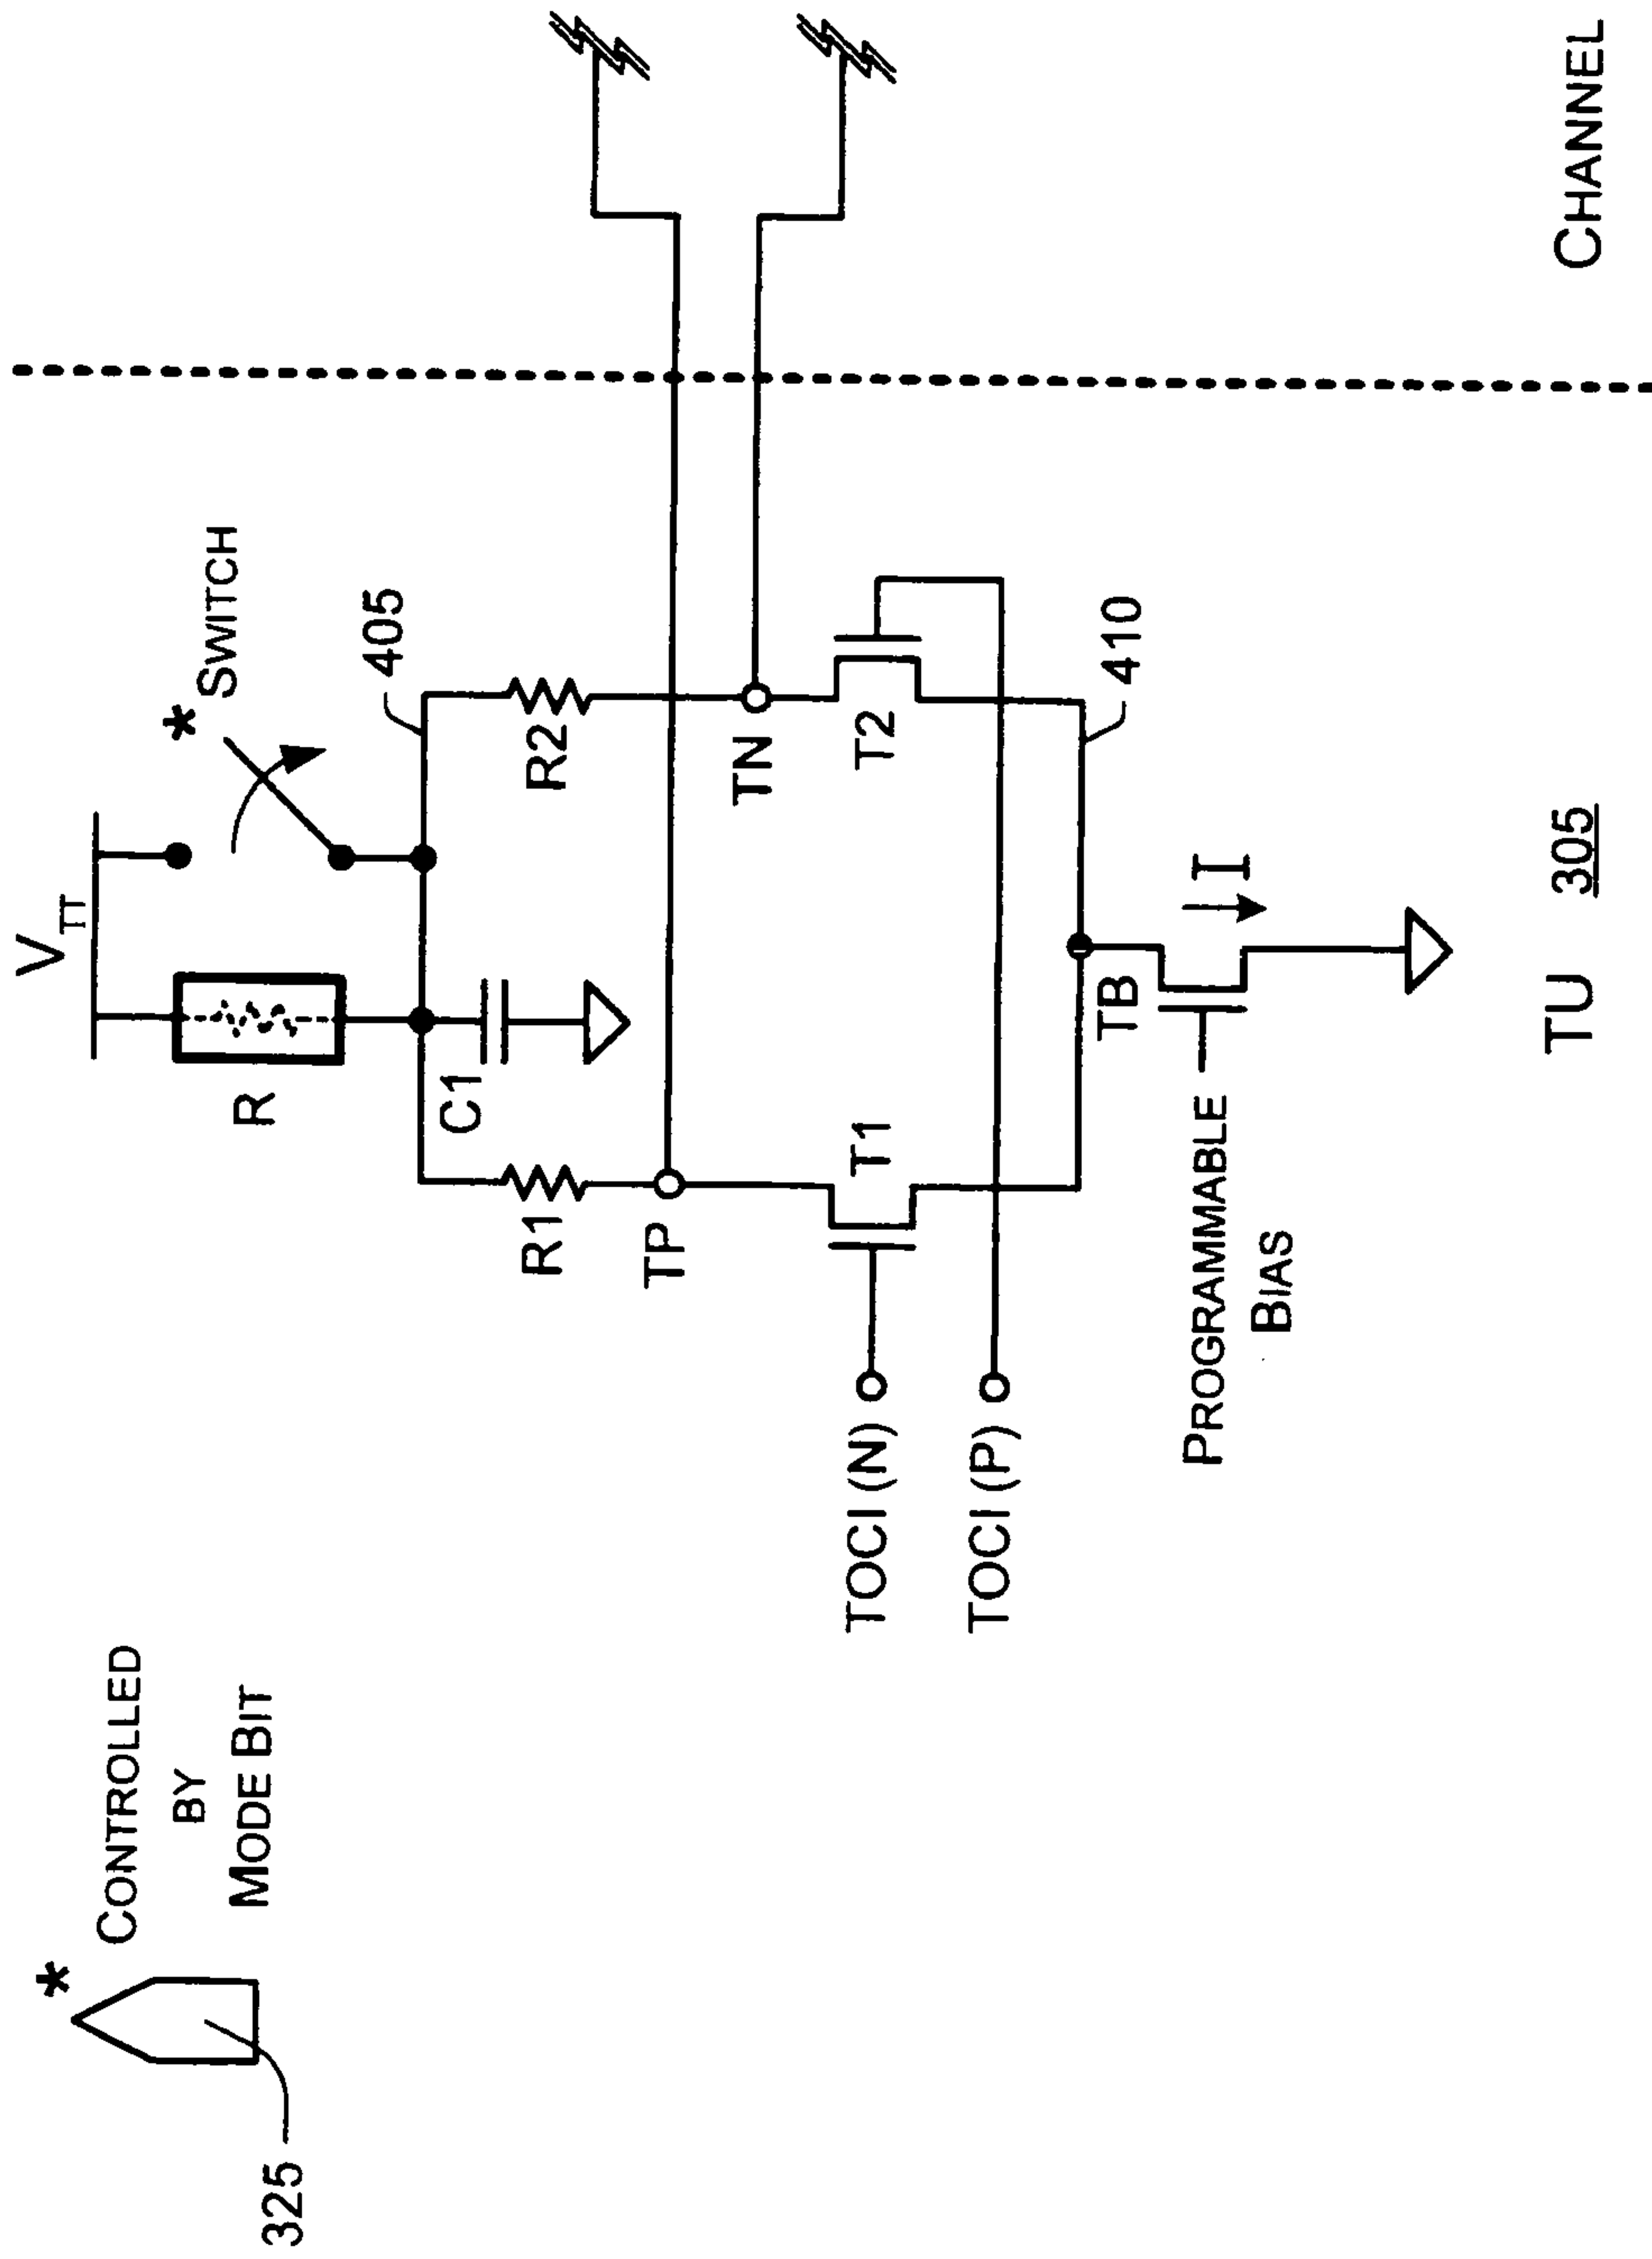 *
CONTROLLED
BY
MODE BIT
325
VTT
R
* SWITCH
405
C1
R1
R2
TP
TN
T1
T2
TOCI (N)
TOCI (P)
410
TB
I
PROGRAMMABLE
BIAS
TU 305
CHANNEL